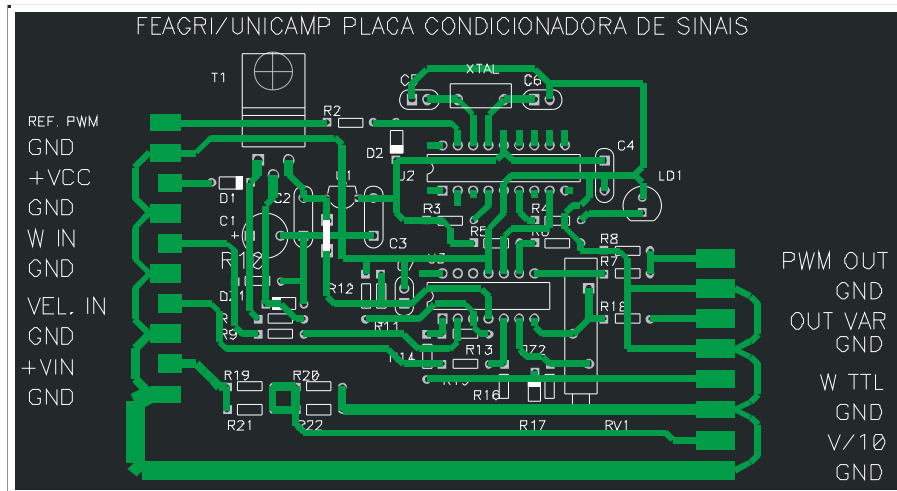 FEAGRI/UNICAMP PLACA CONDICIONADORA DE SINAIS
T1
C5
XTAL
C6
REF. PWM
R2
GND
D2
C4
+VCC
U1
U2
LD1
D1
C2
GND
C1
R3
R4
W IN
+
R5
R6
R8
C3
R10
U3
R7
PWM OUT
GND
R12
GND
VEL. IN
DZ1
R18
OUT VAR
R11
GND
R9
GND
R14
R13
DZ2
+VIN
R19
R20
R15
W TTL
GND
R16
GND
R21
R22
R17
RV1
V/10
GND